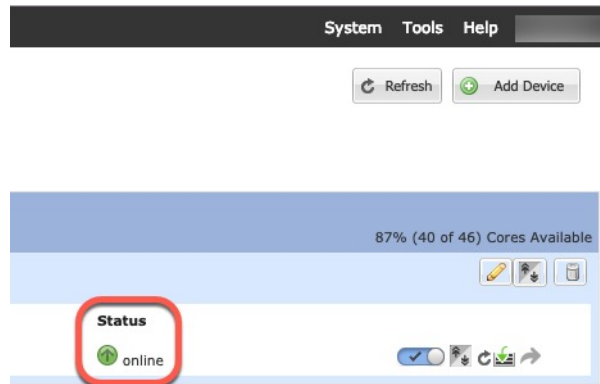 System Tools Help
Refresh Add Device
87% (40 of 46) Cores Available
Status
online